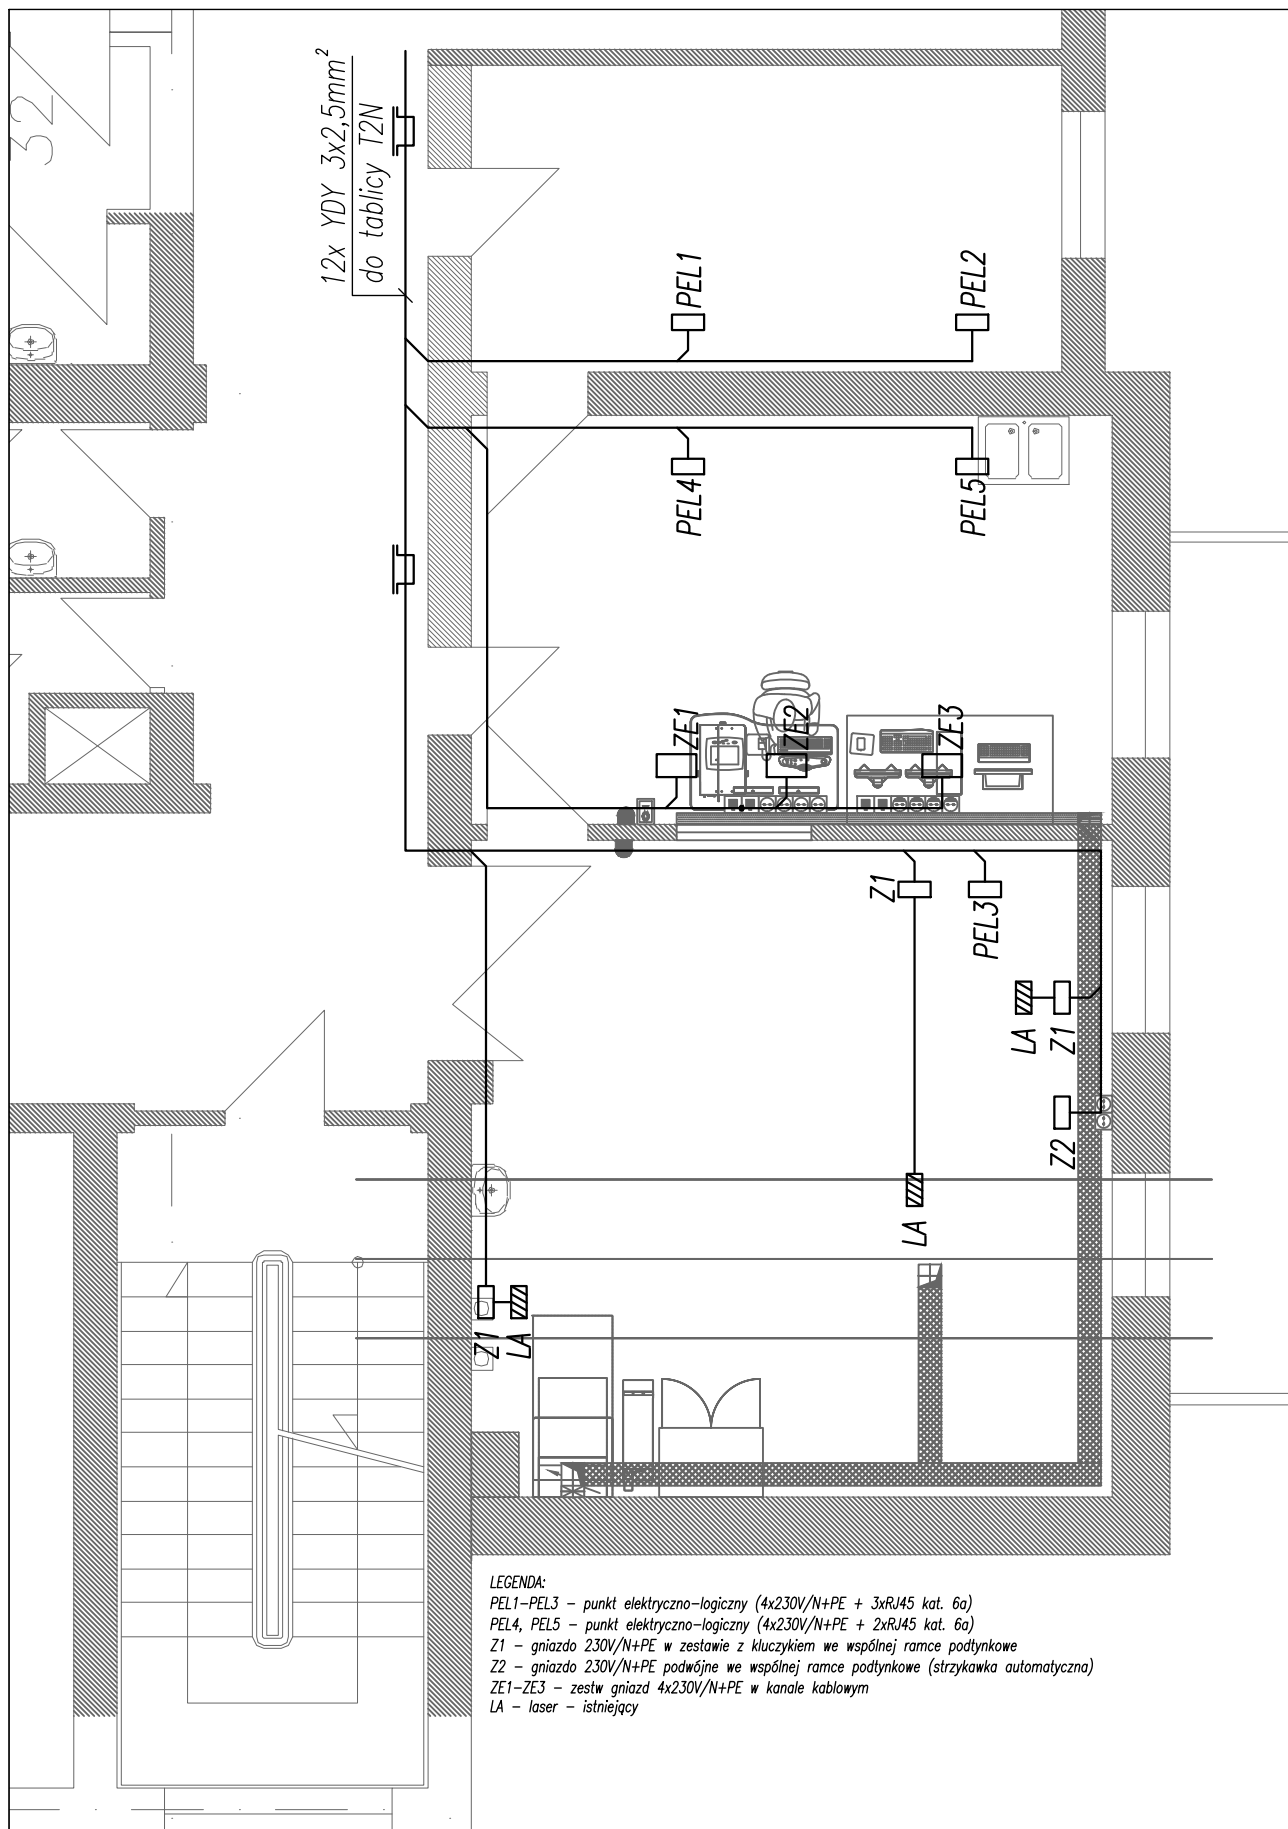 32
12x YDY 3x2,5mm²
do tablicy T2N
PEL1
PEL2
PEL4
PEL5
ZE1
ZE2
ZE3
Z1
PEL3
LA
Z1
Z2
LA
Z1
LA
LEGENDA:
PEL1-PEL3 – punkt elektryczno-logiczny (4x230V/N+PE + 3xRJ45 kat. 6a)
PEL4, PEL5 – punkt elektryczno-logiczny (4x230V/N+PE + 2xRJ45 kat. 6a)
Z1 – gniazdo 230V/N+PE w zestawie z kluczykiem we wspólnej ramce podtynkowe
Z2 – gniazdo 230V/N+PE podwójne we wspólnej ramce podtynkowe (strzykawka automatyczna)
ZE1-ZE3 – zestw gniazd 4x230V/N+PE w kanale kablowym
LA – laser – istniejący